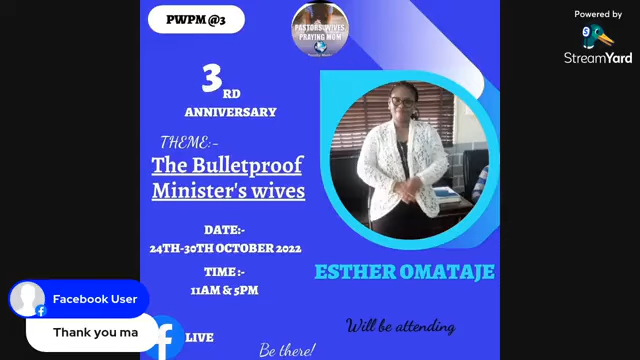 PWPM @3
PASTORS WIVES
PRAYING MOM
Powered by
StreamYard
3RD
ANNIVERSARY
THEME:-
The Bulletproof
Minister's wives
DATE:-
24TH-30TH OCTOBER 2022
TIME :-
11AM & 5PM
ESTHER OMATAJE
Will be attending
Facebook User
Thank you ma
LIVE
Be there!